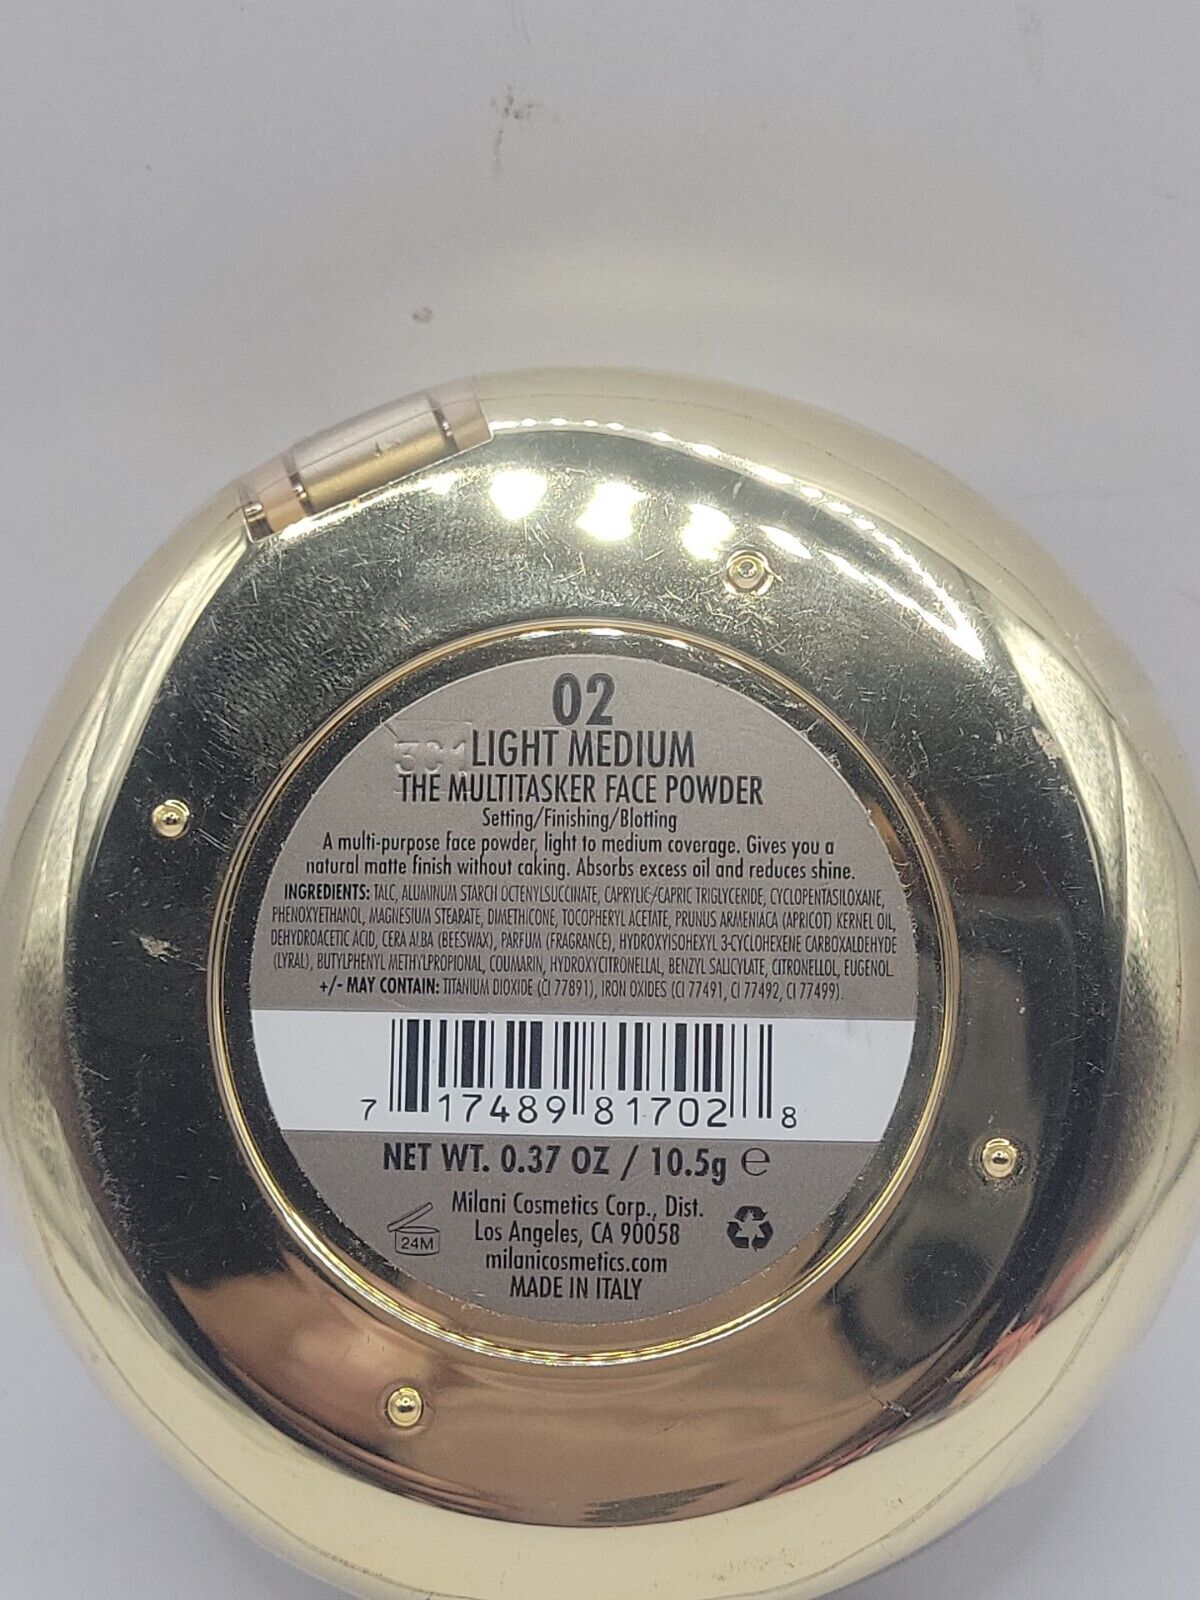 02
LIGHT MEDIUM
THE MULTITASKER FACE POWDER
Setting/Finishing/Blotting
A multi-purpose face powder, light to medium coverage. Gives you a
natural matte finish without caking. Absorbs excess oil and reduces shine.
INGREDIENTS: TALC, ALUMINUM STARCH OCTENYLSUCCINATE, CAPRYLIC/CAPRIC TRIGLYCERIDE, CYCLOPENTASILOXANE,
PHENOXYETHANOL, MAGNESIUM STEARATE, DIMETHICONE, TOCOPHERYL ACETATE, PRUNUS ARMENIACA (APRICOT) KERNEL OIL,
DEHYDROACETIC ACID, CERA ALBA (BEESWAX), PARFUM (FRAGRANCE), HYDROXYISOHEXYL 3-CYCLOHEXENE CARBOXALDEHYDE
(LYRAL), BUTYLPHENYL METHYLPROPIONAL, COUMARIN, HYDROXYCITRONELLAL, BENZYL SALICYLATE, CITRONELLOL, EUGENOL.
+/- MAY CONTAIN: TITANIUM DIOXIDE (CI 77891), IRON OXIDES (CI 77491, CI 77492, CI 77499).
7 17489 81702 8
NET WT. 0.37 OZ / 10.5g ℮
Milani Cosmetics Corp., Dist.
Los Angeles, CA 90058
24M
milanicosmetics.com
MADE IN ITALY